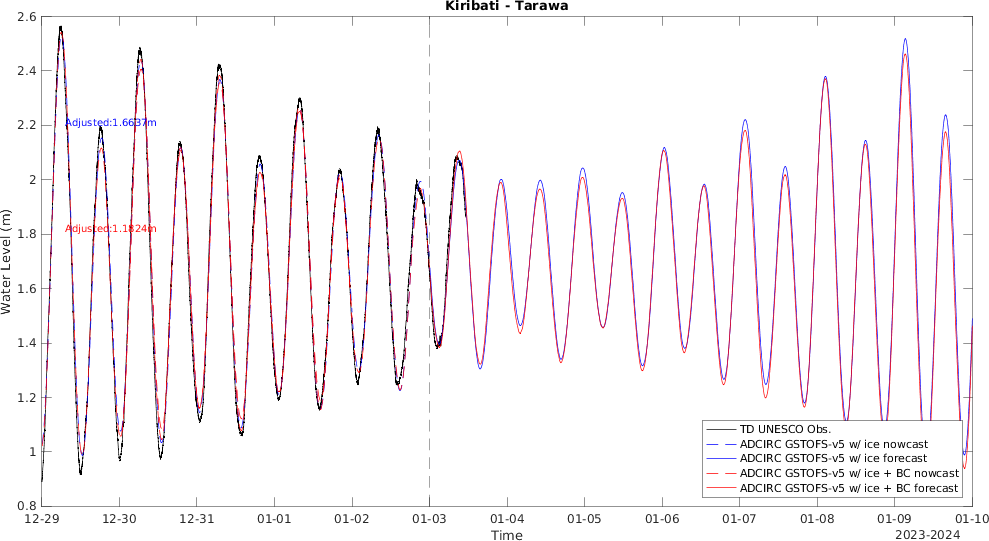 Kiribati - Tarawa
2.6
2.4
2.2
2
1.8
1.6
1.4
1.2
1
0.8
Water Level (m)
Adjusted:1.6637m
Adjusted:1.1824m
TD UNESCO Obs.
ADCIRC GSTOFS-v5 w/ ice nowcast
ADCIRC GSTOFS-v5 w/ ice forecast
ADCIRC GSTOFS-v5 w/ ice + BC nowcast
ADCIRC GSTOFS-v5 w/ ice + BC forecast
12-29 12-30 12-31 01-01 01-02 01-03 01-04 01-05 01-06 01-07 01-08 01-09 01-10
Time
2023-2024